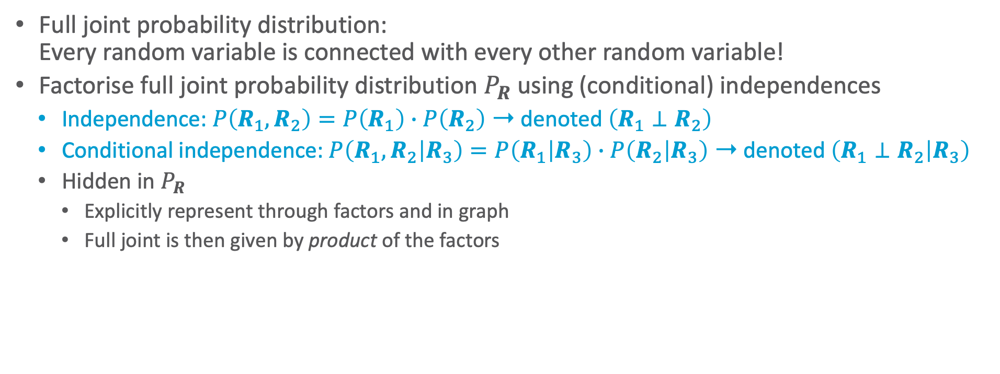 • Full joint probability distribution:
Every random variable is connected with every other random variable!
• Factorise full joint probability distribution P_R using (conditional) independences
• Independence: P(R₁, R₂) = P(R₁) · P(R₂) → denoted (R₁ ⊥ R₂)
• Conditional independence: P(R₁, R₂|R₃) = P(R₁|R₃) · P(R₂|R₃) → denoted (R₁ ⊥ R₂|R₃)
• Hidden in P_R
• Explicitly represent through factors and in graph
• Full joint is then given by product of the factors